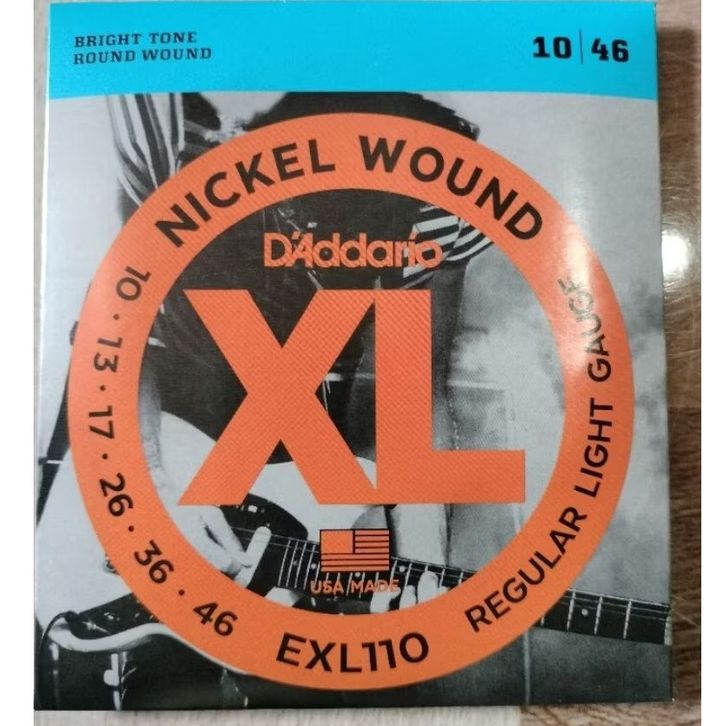 BRIGHT TONE
ROUND WOUND
10|46
NICKEL WOUND
D'Addario
XL
10 · 13 · 17 · 26 · 36 · 46
REGULAR LIGHT GAUGE
USA MADE
EXL110